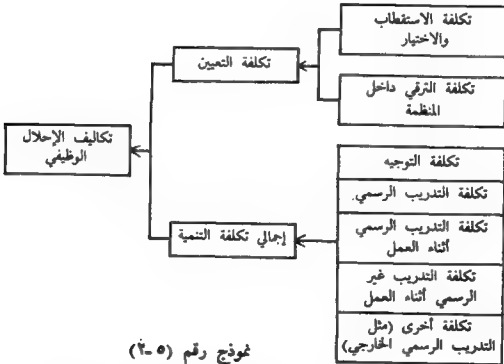 تكلفة الاستقطاب
والاختيار
تكلفة التعيين
تكلفة الترقي داخل
المنظمة
تكاليف الإحلال
الوظيفي
تكلفة التوجيه
تكلفة التدريب الرسمي.
تكلفة التدريب الرسمي
أثناء العمل
إجمالي تكلفة التنمية
تكلفة التدريب غير
الرسمي أثناء العمل
تكلفة أخرى (مثل
التدريب الرسمي الخارجي)
نموذج رقم (٥ -٢)